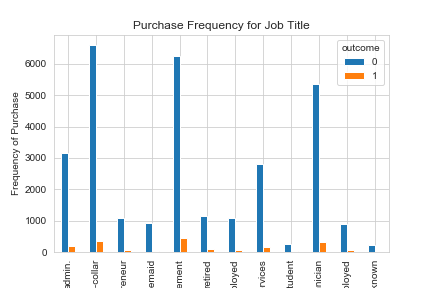 Purchase Frequency for Job Title
outcome
0
1
Frequency of Purchase
6000
5000
4000
3000
2000
1000
0
admin.
-collar
reneur
emaid
ement
retired
ployed
rvices
tudent
nician
ployed
known